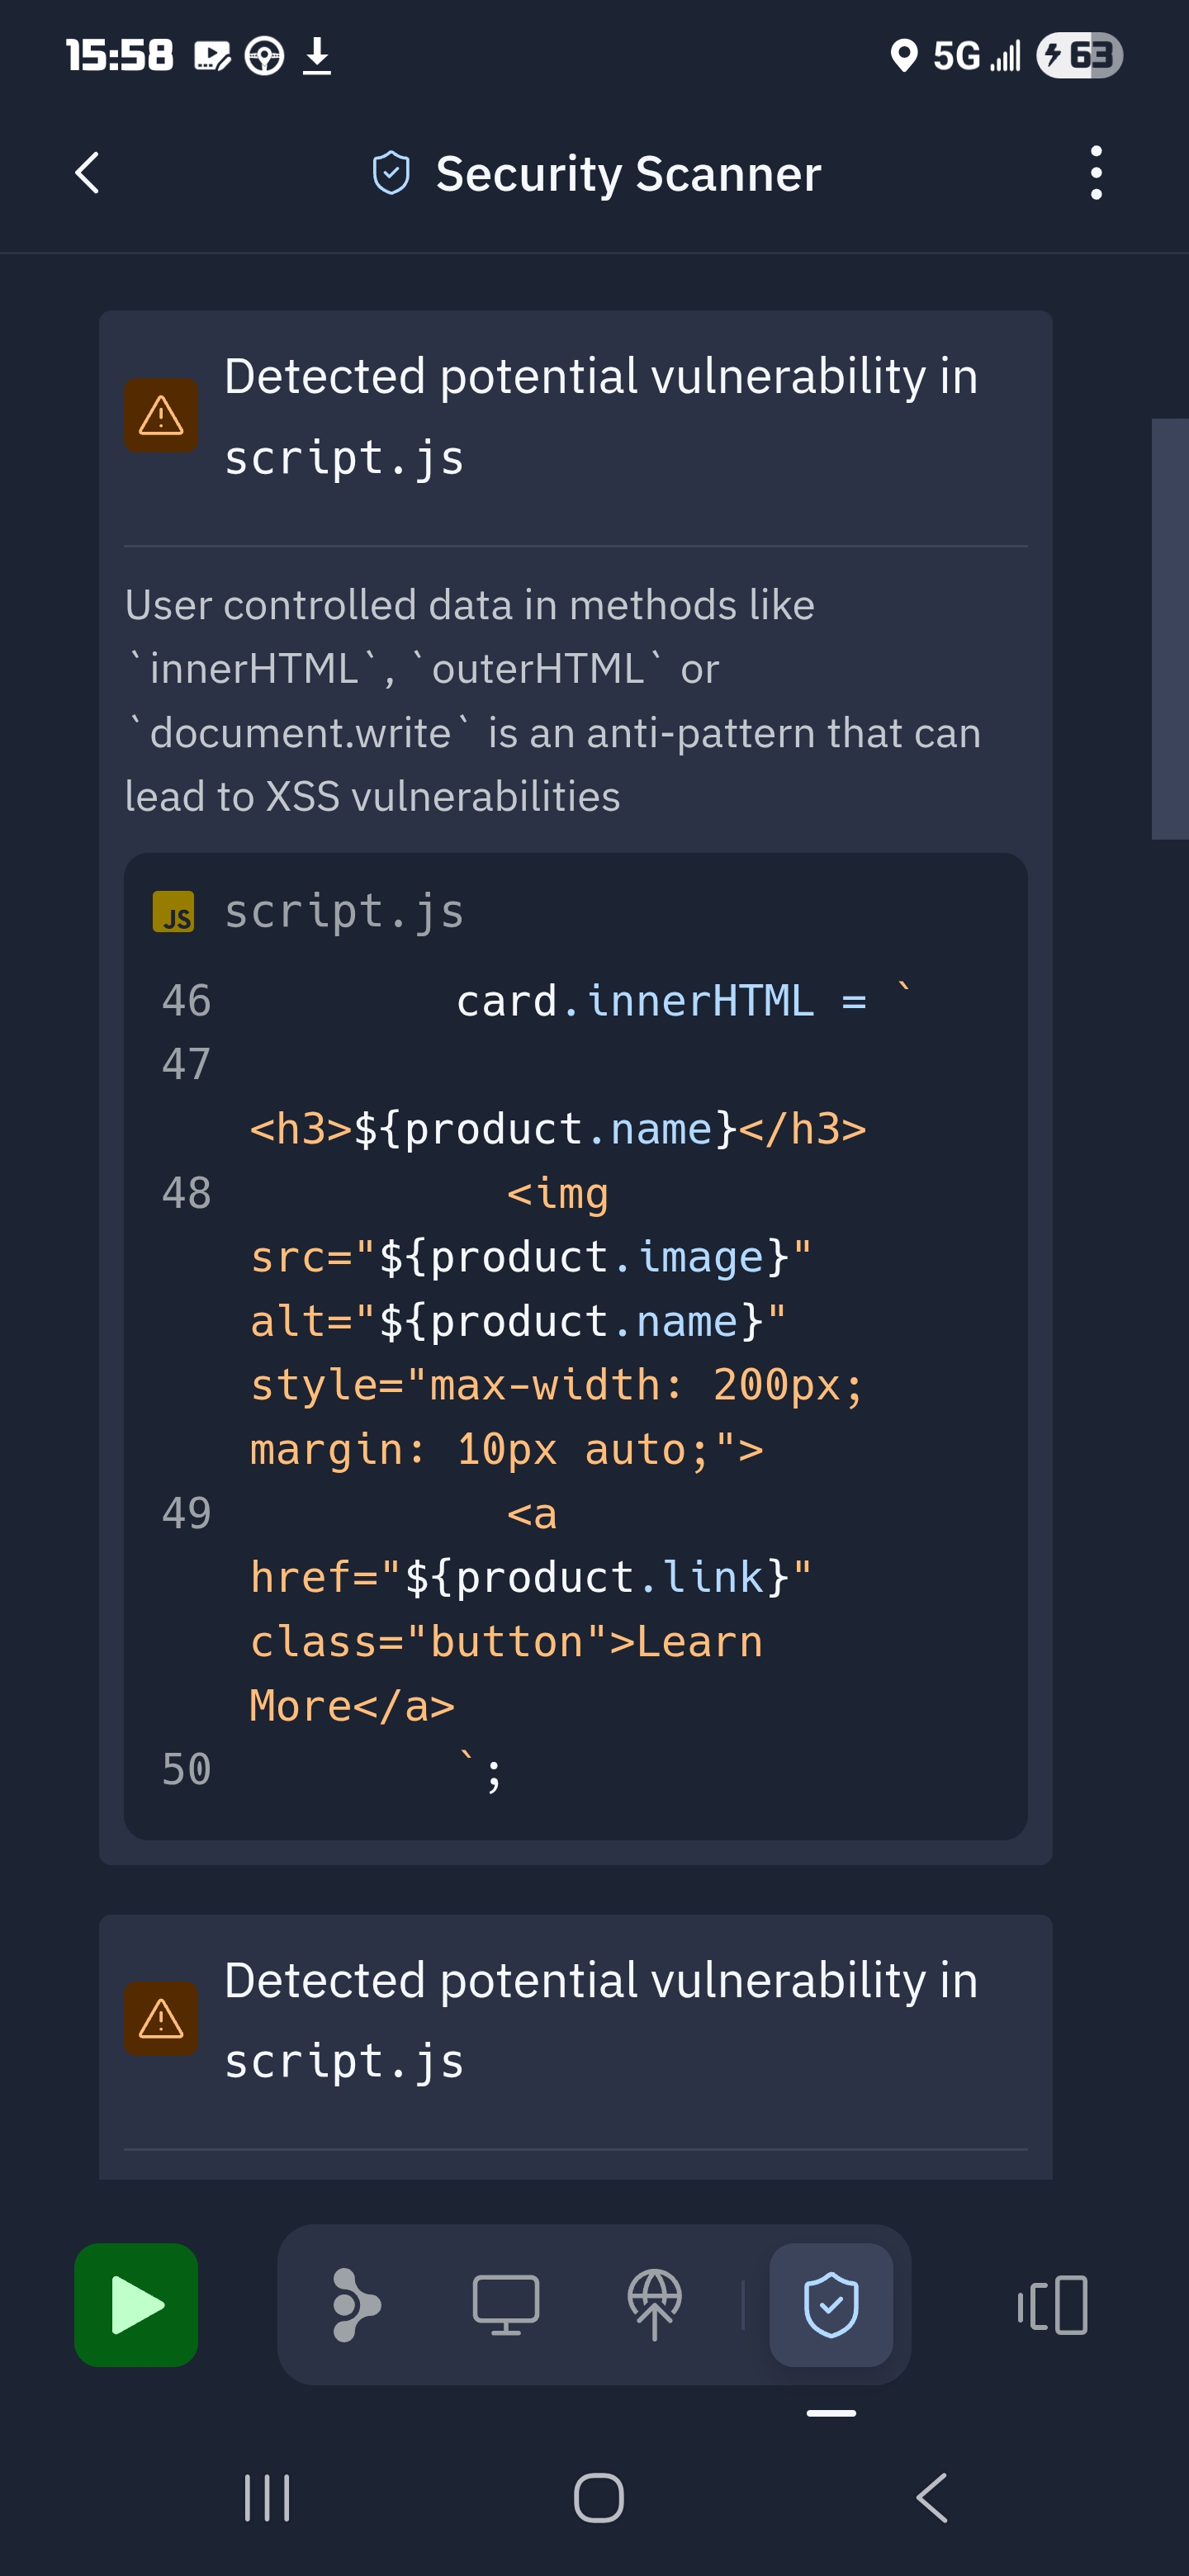 15:58
5G
63
Security Scanner
Detected potential vulnerability in
script.js
User controlled data in methods like
`innerHTML`, `outerHTML` or
`document.write` is an anti-pattern that can
lead to XSS vulnerabilities
JS script.js
46 card.innerHTML = `
47
<h3>${product.name}</h3>
48 <img
src="${product.image}"
alt="${product.name}"
style="max-width: 200px;
margin: 10px auto;">
49 <a
href="${product.link}"
class="button">Learn
More</a>
50 `;
Detected potential vulnerability in
script.js